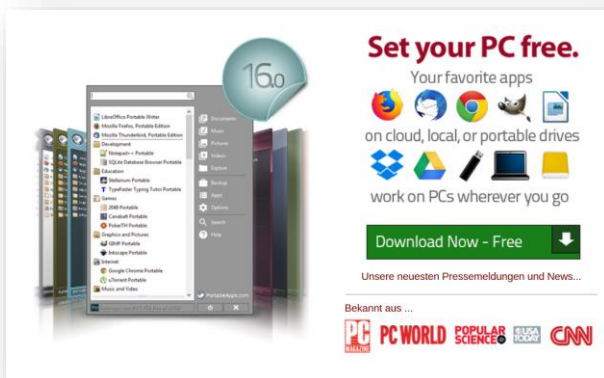 16.0
LibreOffice Portable Writer
Mozilla Firefox, Portable Edition
Mozilla Thunderbird, Portable Edition
Development
Notepad++ Portable
SQLite Database Browser Portable
Education
Stellarium Portable
TypeFaster Typing Tutor Portable
Games
2048 Portable
Canabalt Portable
PokerTH Portable
Graphics and Pictures
GIMP Portable
Inkscape Portable
Internet
Google Chrome Portable
uTorrent Portable
Music and Video
Documents
Music
Pictures
Videos
Explore
Backup
Apps
Options
Search
Help
PortableApps.com
Set your PC free.
Your favorite apps
on cloud, local, or portable drives
work on PCs wherever you go
Download Now - Free
Unsere neuesten Pressemeldungen und News...
Bekannt aus ...
PC MAGAZINE
PC WORLD
POPULAR SCIENCE
USA TODAY
CNN